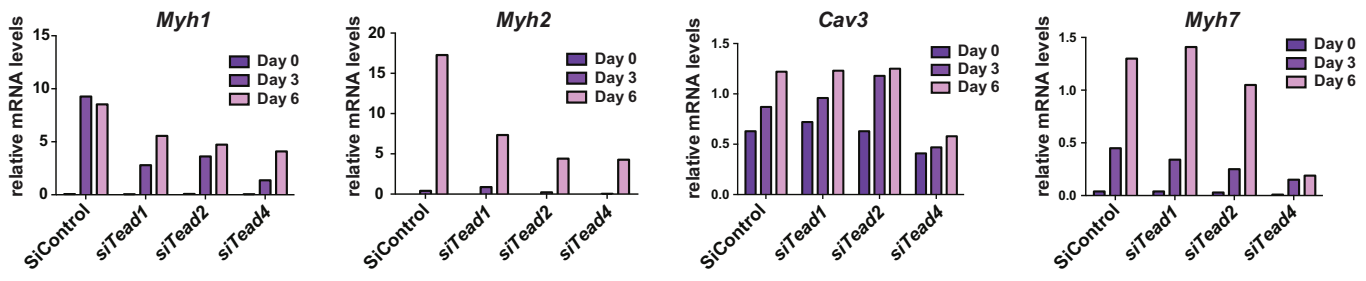 Myh1
relative mRNA levels
15
10
5
0
Day 0
Day 3
Day 6
SiControl
siTead1
siTead2
siTead4
Myh2
relative mRNA levels
20
15
10
5
0
Day 0
Day 3
Day 6
SiControl
siTead1
siTead2
siTead4
Cav3
relative mRNA levels
1.5
1.0
0.5
0.0
Day 0
Day 3
Day 6
SiControl
siTead1
siTead2
siTead4
Myh7
relative mRNA levels
1.5
1.0
0.5
0.0
Day 0
Day 3
Day 6
SiControl
siTead1
siTead2
siTead4